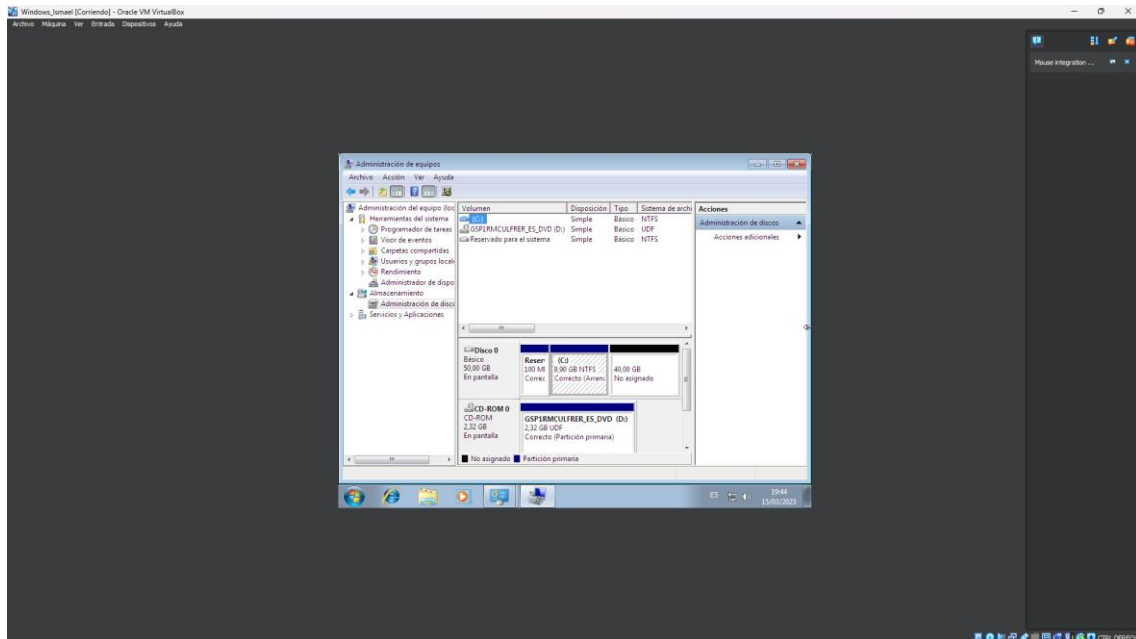 Windows_Ismael [Corriendo] - Oracle VM VirtualBox
Archivo Máquina Ver Entrada Dispositivos Ayuda
Mouse integration ...
Administración de equipos
Archivo Acción Ver Ayuda
Administración del equipo (loc
Herramientas del sistema
Programador de tareas
Visor de eventos
Carpetas compartidas
Usuarios y grupos locale
Rendimiento
Administrador de dispo
Almacenamiento
Administración de disco
Servicios y Aplicaciones
Volumen Disposición Tipo Sistema de archi
(C:) Simple Básico NTFS
GSP1RMCULFRER_ES_DVD (D:) Simple Básico UDF
Reservado para el sistema Simple Básico NTFS
Acciones
Administración de discos
Acciones adicionales
Disco 0
Básico
50,00 GB
En pantalla
Reser
100 MI
Correc
(C:)
9,90 GB NTFS
Correcto (Arranc
40,00 GB
No asignado
CD-ROM 0
CD-ROM
2,32 GB
En pantalla
GSP1RMCULFRER_ES_DVD (D:)
2,32 GB UDF
Correcto (Partición primaria)
No asignado Partición primaria
ES 19:44
15/03/2023
CTRL DERECHA